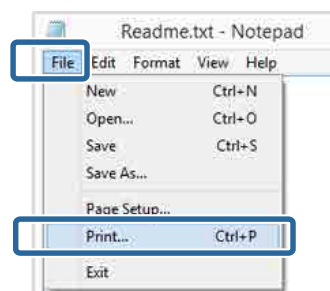 Readme.txt - Notepad
File Edit Format View Help
New Ctrl+N
Open... Ctrl+O
Save Ctrl+S
Save As...
Page Setup...
Print... Ctrl+P
Exit